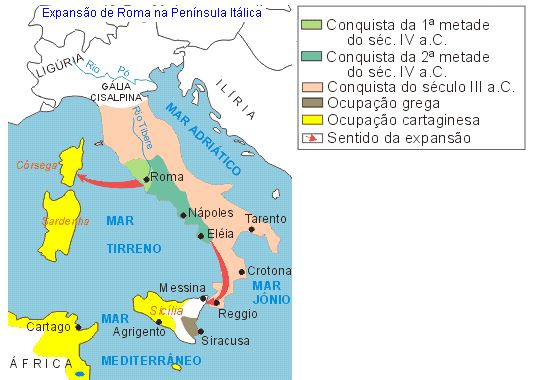 Expansão de Roma na Península Itálica
Conquista da 1ª metade
do séc. IV a.C.
Conquista da 2ª metade
do séc. IV a.C.
Conquista do século III a.C.
Ocupação grega
Ocupação cartaginesa
Sentido da expansão
LIGÚRIA
Rio Pó
GÁLIA
CISALPINA
ILÍRIA
Rio Tibere
MAR ADRIÁTICO
Córsega
Roma
Sardenha
MAR
TIRRENO
Nápoles
Eléia
Tarento
Crotona
MAR
JÔNIO
Messina
Reggio
Sicília
Agrigento
Siracusa
Cartago
MAR
MEDITERRÂNEO
ÁFRICA